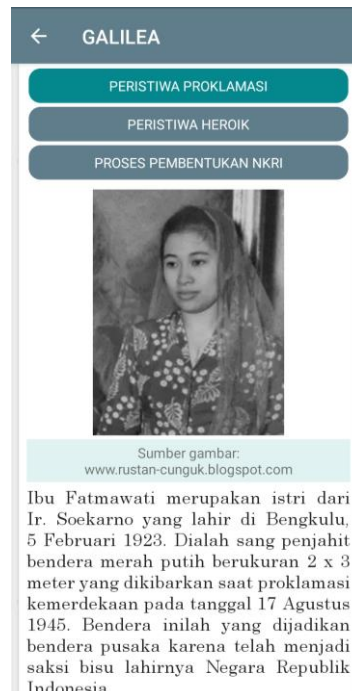 GALILEA
PERISTIWA PROKLAMASI
PERISTIWA HEROIK
PROSES PEMBENTUKAN NKRI
Sumber gambar:
www.rustan-cunguk.blogspot.com
Ibu Fatmawati merupakan istri dari
Ir. Soekarno yang lahir di Bengkulu,
5 Februari 1923. Dialah sang penjahit
bendera merah putih berukuran 2 x 3
meter yang dikibarkan saat proklamasi
kemerdekaan pada tanggal 17 Agustus
1945. Bendera inilah yang dijadikan
bendera pusaka karena telah menjadi
saksi bisu lahirnya Negara Republik
Indonesia